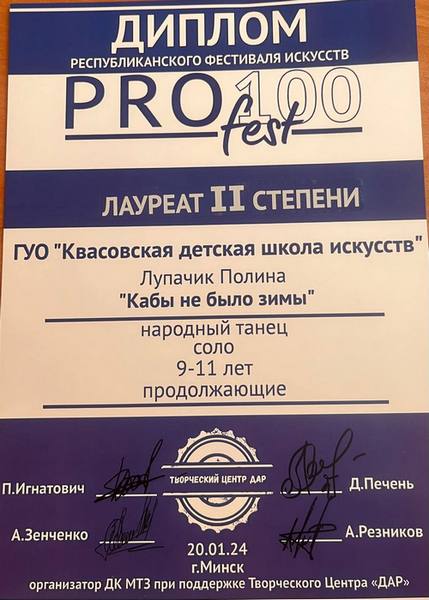 ДИПЛОМ
РЕСПУБЛИКАНСКОГО ФЕСТИВАЛЯ ИСКУССТВ
PRO100
fest
ЛАУРЕАТ II СТЕПЕНИ
ГУО "Квасовская детская школа искусств"
Лупачик Полина
"Кабы не было зимы"
народный танец
соло
9-11 лет
продолжающие
П.Игнатович
ТВОРЧЕСКИЙ ЦЕНТР ДАР
Д.Печень
А.Зенченко
А.Резников
20.01.24
г.Минск
организатор ДК МТЗ при поддержке Творческого Центра «ДАР»